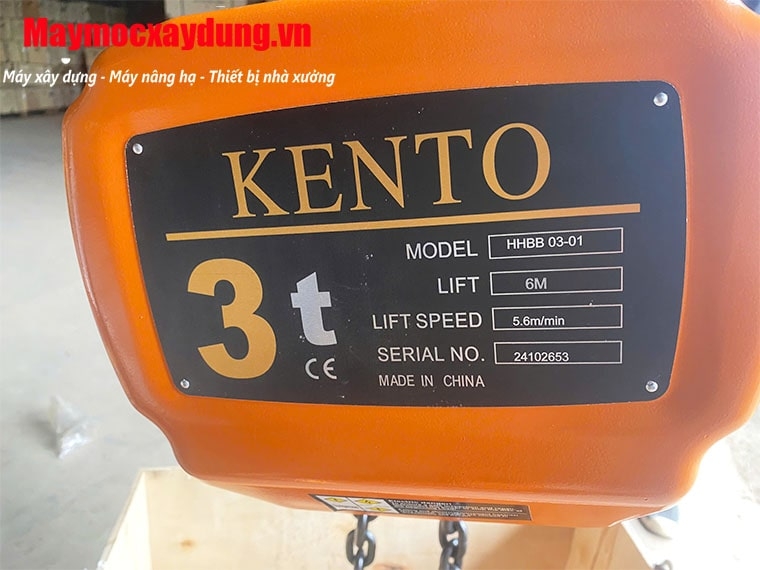 Maymocxaydung.vn
Máy xây dựng - Máy nâng hạ - Thiết bị nhà xưởng
KENTO
3t
CE
MODEL HHBB 03-01
LIFT 6M
LIFT SPEED 5.6m/min
SERIAL NO. 24102653
MADE IN CHINA